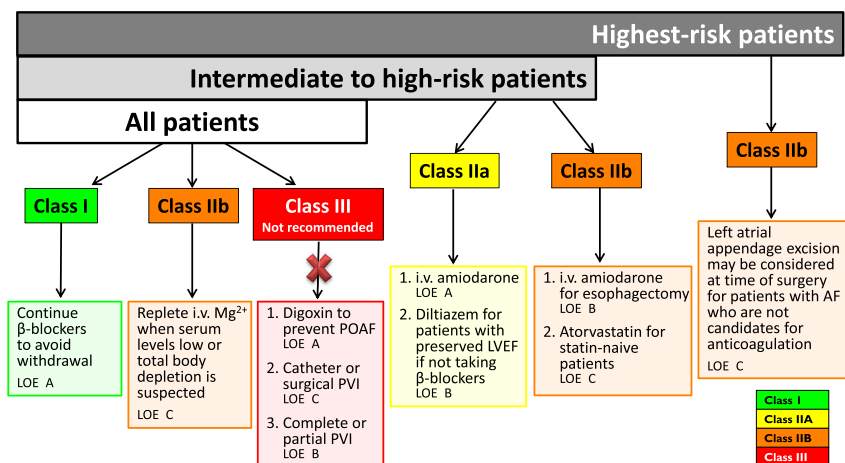 Highest-risk patients
Intermediate to high-risk patients
All patients
Class I
Continue
β-blockers
to avoid
withdrawal
LOE A
Class IIb
Replete i.v. Mg²⁺
when serum
levels low or
total body
depletion is
suspected
LOE C
Class III
Not recommended
1. Digoxin to
prevent POAF
LOE A
2. Catheter or
surgical PVI
LOE C
3. Complete or
partial PVI
LOE B
Class IIa
1. i.v. amiodarone
LOE A
2. Diltiazem for
patients with
preserved LVEF
if not taking
β-blockers
LOE B
Class IIb
1. i.v. amiodarone
for esophagectomy
LOE B
2. Atorvastatin for
statin-naive
patients
LOE C
Class IIb
Left atrial
appendage excision
may be considered
at time of surgery
for patients with AF
who are not
candidates for
anticoagulation
LOE C
Class I
Class IIA
Class IIB
Class III